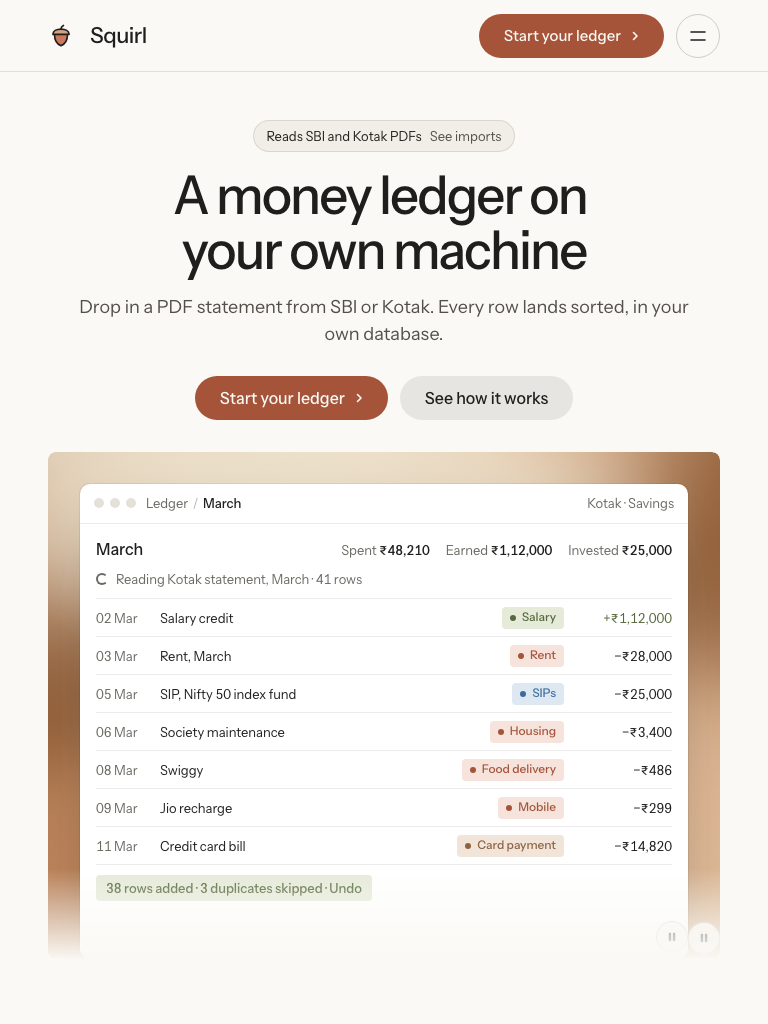 Squirl
Start your ledger
Reads SBI and Kotak PDFs See imports
A money ledger on
your own machine
Drop in a PDF statement from SBI or Kotak. Every row lands sorted, in your
own database.
Start your ledger
See how it works
Ledger / March
Kotak · Savings
March
Spent ₹48,210 Earned ₹1,12,000 Invested ₹25,000
Reading Kotak statement, March · 41 rows
02 Mar Salary credit Salary +₹1,12,000
03 Mar Rent, March Rent −₹28,000
05 Mar SIP, Nifty 50 index fund SIPs −₹25,000
06 Mar Society maintenance Housing −₹3,400
08 Mar Swiggy Food delivery −₹486
09 Mar Jio recharge Mobile −₹299
11 Mar Credit card bill Card payment −₹14,820
38 rows added · 3 duplicates skipped · Undo